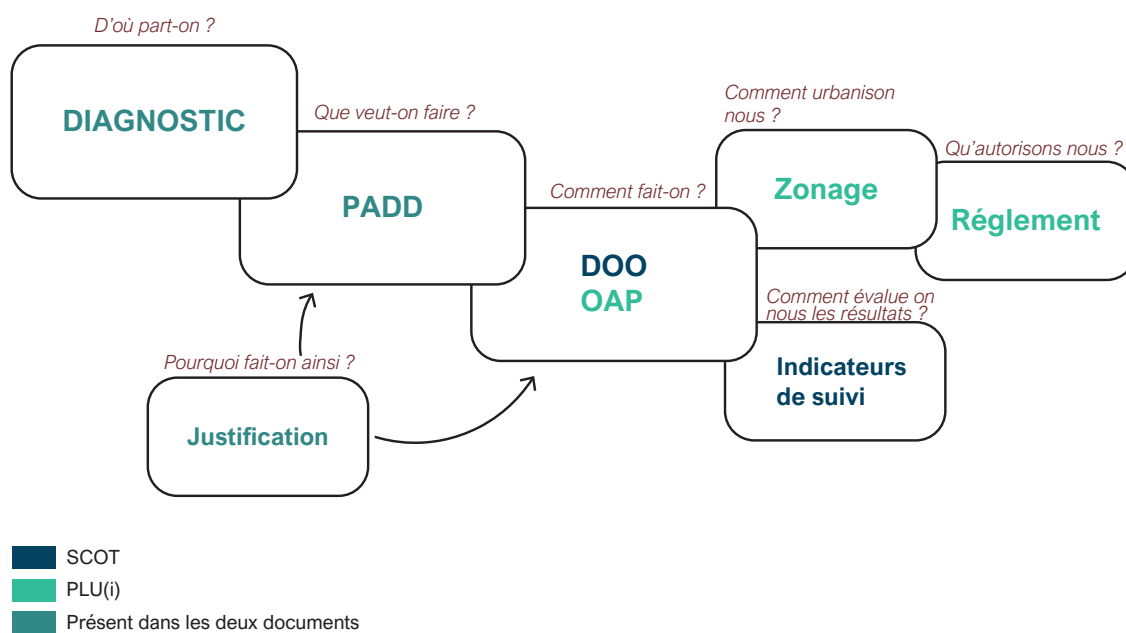 D'où part-on ?
DIAGNOSTIC
Que veut-on faire ?
PADD
Comment fait-on ?
DOO
OAP
Comment urbanison
nous ?
Zonage
Qu'autorisons nous ?
Réglement
Comment évalue on
nous les résultats ?
Indicateurs
de suivi
Pourquoi fait-on ainsi ?
Justification
SCOT
PLU(i)
Présent dans les deux documents